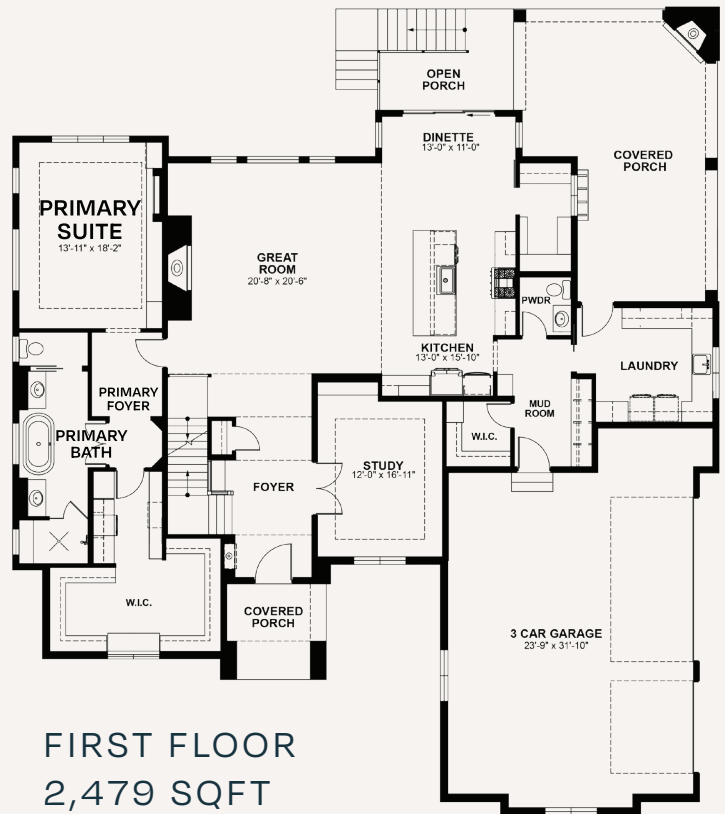 OPEN
PORCH
DINETTE
13'-0" x 11'-0"
COVERED
PORCH
PRIMARY
SUITE
13'-11" x 18'-2"
GREAT
ROOM
20'-8" x 20'-6"
PWDR
KITCHEN
13'-0" x 15'-10"
LAUNDRY
PRIMARY
FOYER
MUD
ROOM
PRIMARY
BATH
W.I.C.
STUDY
12'-0" x 16'-11"
FOYER
W.I.C.
COVERED
PORCH
3 CAR GARAGE
23'-9" x 31'-10"
FIRST FLOOR
2,479 SQFT